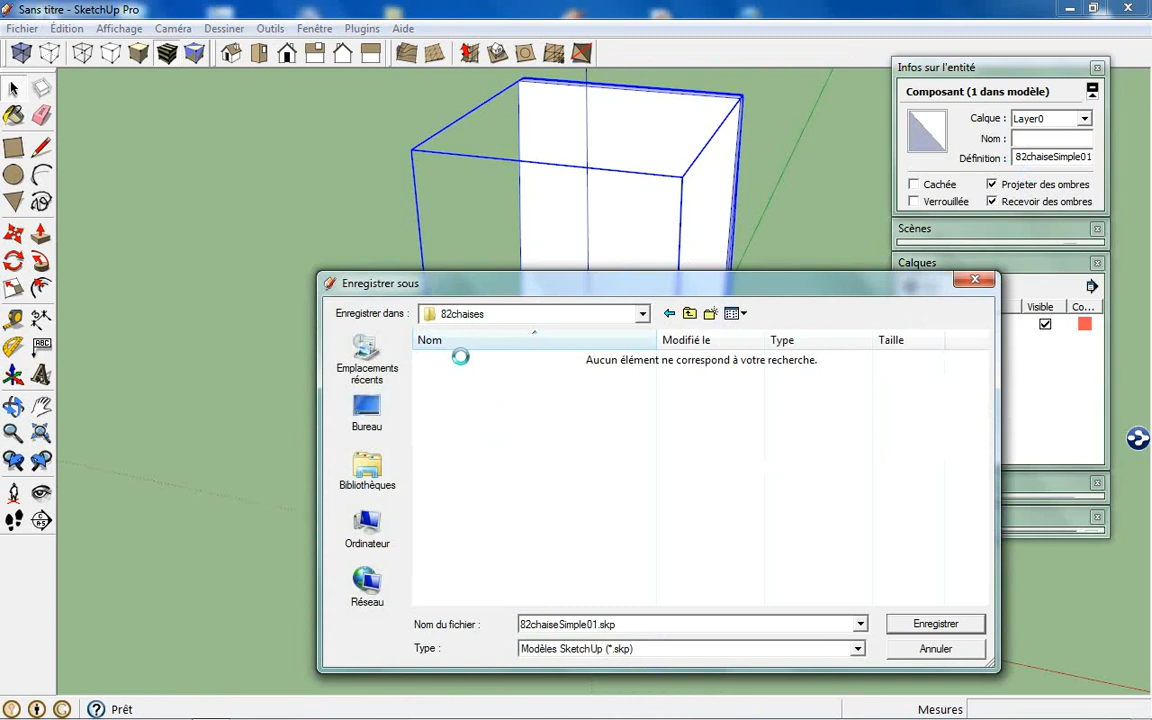 Sans titre - SketchUp Pro
Fichier Édition Affichage Caméra Dessiner Outils Fenêtre Plugins Aide
Infos sur l'entité
Composant (1 dans modèle)
Calque : Layer0
Nom :
Définition : 82chaiseSimple01
Cachée Projeter des ombres
Verrouillée Recevoir des ombres
Scènes
Calques
Visible Co...
Enregistrer sous
Enregistrer dans : 82chaises
Nom Modifié le Type Taille
Aucun élément ne correspond à votre recherche.
Emplacements récents
Bureau
Bibliothèques
Ordinateur
Réseau
Nom du fichier : 82chaiseSimple01.skp Enregistrer
Type : Modèles SketchUp (*.skp) Annuler
ABC
Prêt Mesures